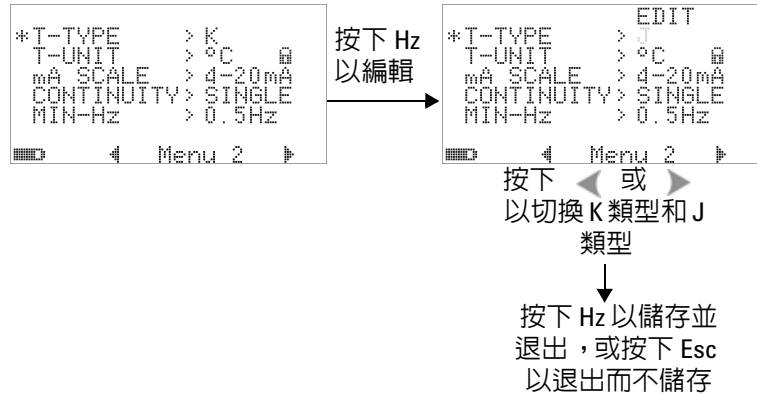 *T-TYPE > K
T-UNIT > °C
mA SCALE > 4-20mA
CONTINUITY> SINGLE
MIN-Hz > 0.5Hz
Menu 2
按下 Hz
以編輯
EDIT
*T-TYPE > J
T-UNIT > °C
mA SCALE > 4-20mA
CONTINUITY> SINGLE
MIN-Hz > 0.5Hz
Menu 2
按下 或
以切換 K 類型和 J
類型
按下 Hz 以儲存並
退出，或按下 Esc
以退出而不儲存